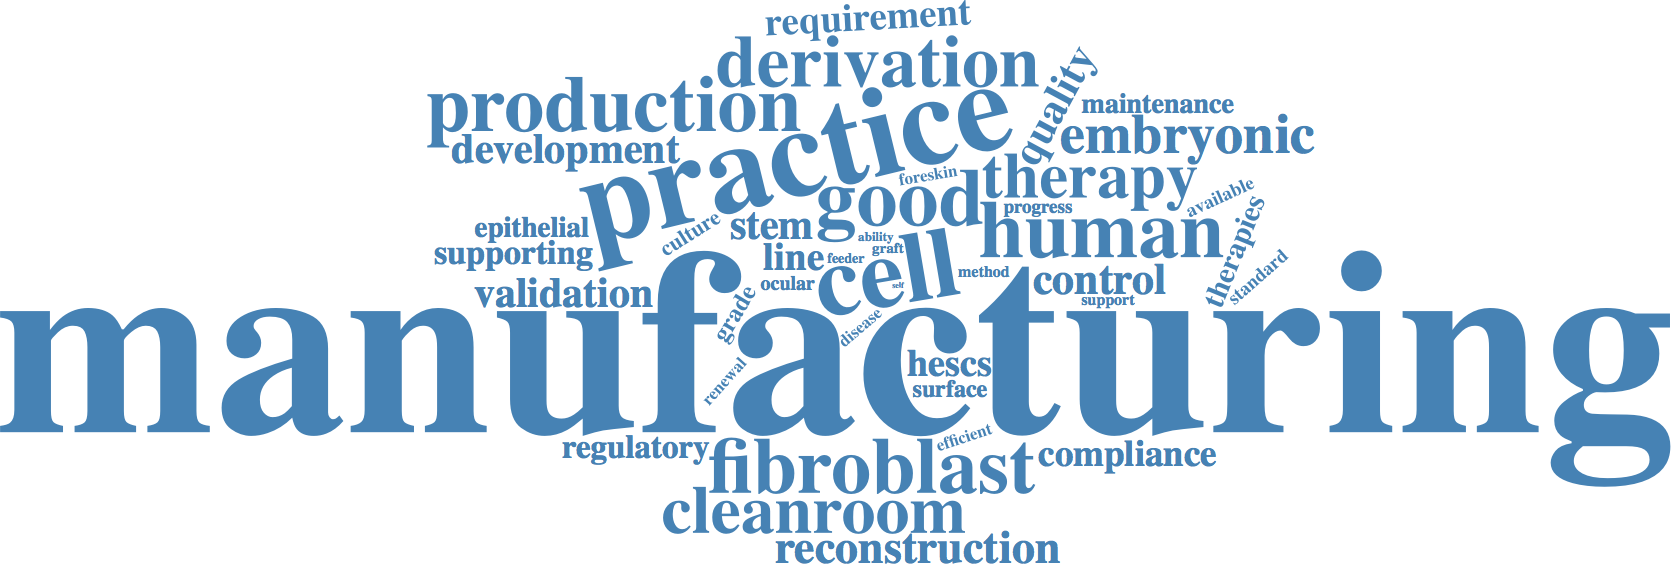 requirement
derivation
quality
production
practice
maintenance
embryonic
development
therapy
foreskin
good
available
progress
therapies
epithelial
culture
stem
human
supporting
ability
graft
line
feeder
cell
self
method
control
standard
validation
ocular
support
grade
disease
manufacturing
hescs
surface
renewal
efficient
regulatory
fibroblast
compliance
cleanroom
reconstruction